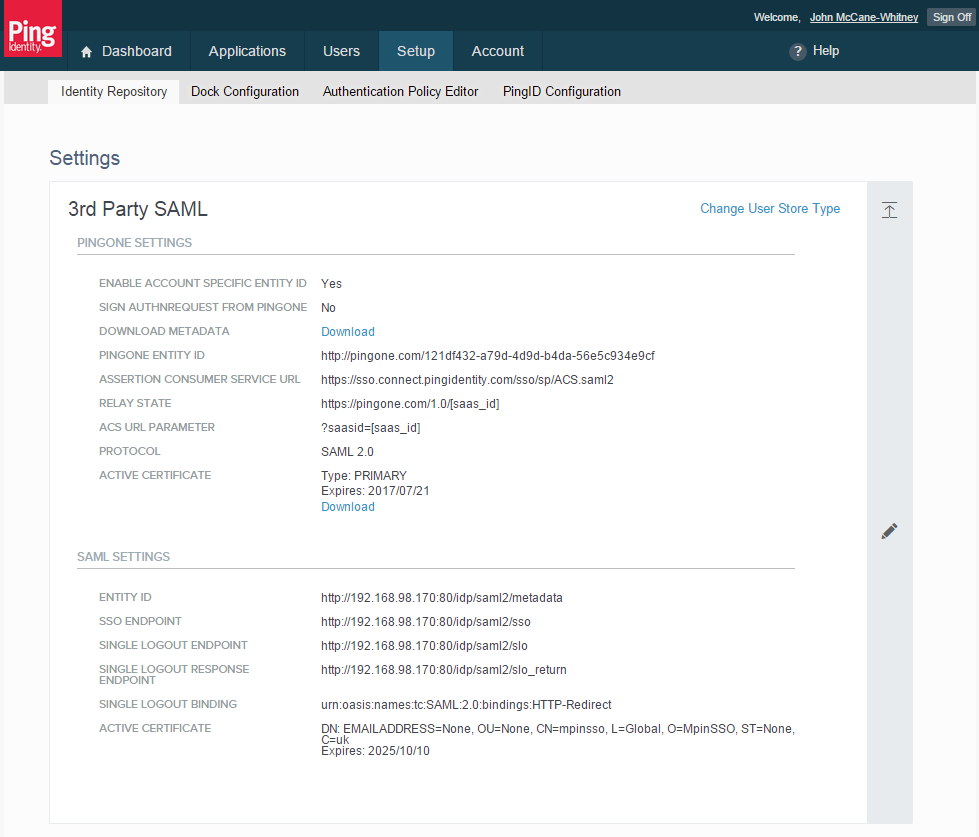 Welcome, John McCane-Whitney Sign Off
Ping
Identity.
Dashboard Applications Users Setup Account ? Help
Identity Repository Dock Configuration Authentication Policy Editor PingID Configuration
Settings
3rd Party SAML Change User Store Type
PINGONE SETTINGS
ENABLE ACCOUNT SPECIFIC ENTITY ID Yes
SIGN AUTHNREQUEST FROM PINGONE No
DOWNLOAD METADATA Download
PINGONE ENTITY ID http://pingone.com/121df432-a79d-4d9d-b4da-56e5c934e9cf
ASSERTION CONSUMER SERVICE URL https://sso.connect.pingidentity.com/sso/sp/ACS.saml2
RELAY STATE https://pingone.com/1.0/[saas_id]
ACS URL PARAMETER ?saasid=[saas_id]
PROTOCOL SAML 2.0
ACTIVE CERTIFICATE Type: PRIMARY
Expires: 2017/07/21
Download
SAML SETTINGS
ENTITY ID http://192.168.98.170:80/idp/saml2/metadata
SSO ENDPOINT http://192.168.98.170:80/idp/saml2/sso
SINGLE LOGOUT ENDPOINT http://192.168.98.170:80/idp/saml2/slo
SINGLE LOGOUT RESPONSE http://192.168.98.170:80/idp/saml2/slo_return
ENDPOINT
SINGLE LOGOUT BINDING urn:oasis:names:tc:SAML:2.0:bindings:HTTP-Redirect
ACTIVE CERTIFICATE DN: EMAILADDRESS=None, OU=None, CN=mpinsso, L=Global, O=MpinSSO, ST=None,
C=uk
Expires: 2025/10/10